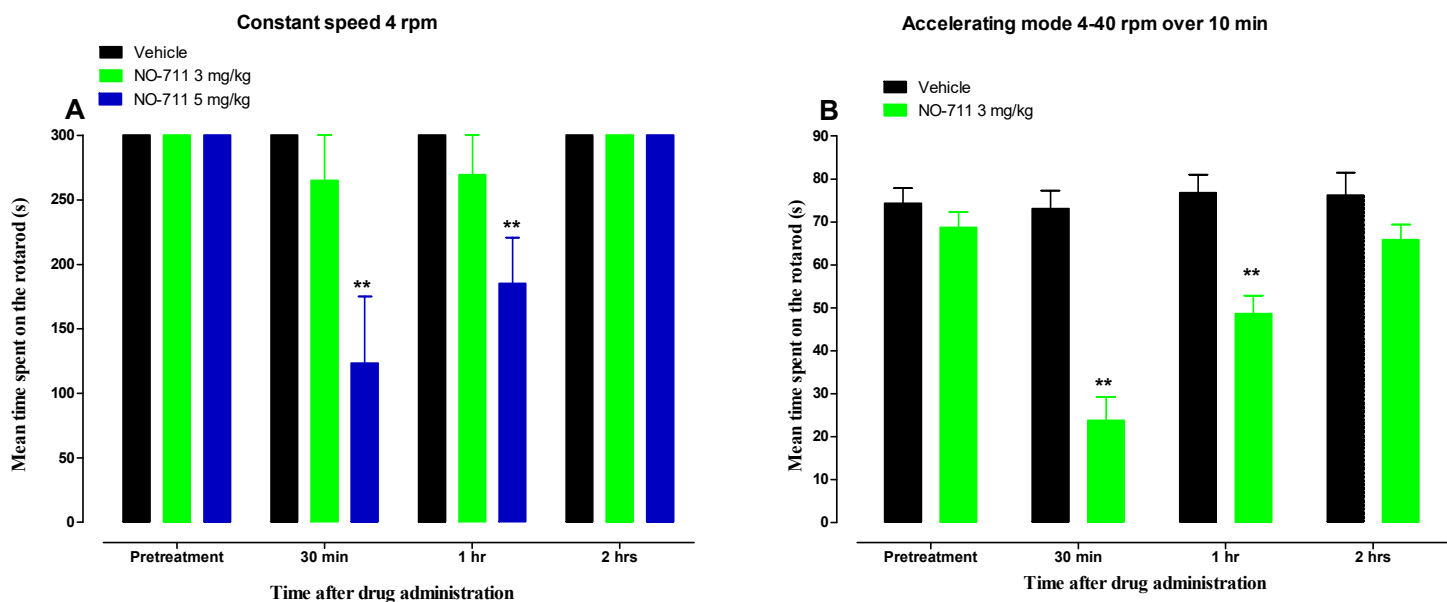 Constant speed 4 rpm
Vehicle
NO-711 3 mg/kg
NO-711 5 mg/kg
A
300
250
200
150
100
50
0
Mean time spent on the rotarod (s)
**
**
Pretreatment 30 min 1 hr 2 hrs
Time after drug administration
Accelerating mode 4-40 rpm over 10 min
Vehicle
NO-711 3 mg/kg
B
90
80
70
60
50
40
30
20
10
0
Mean time spent on the rotarod (s)
**
**
Pretreatment 30 min 1 hr 2 hrs
Time after drug administration